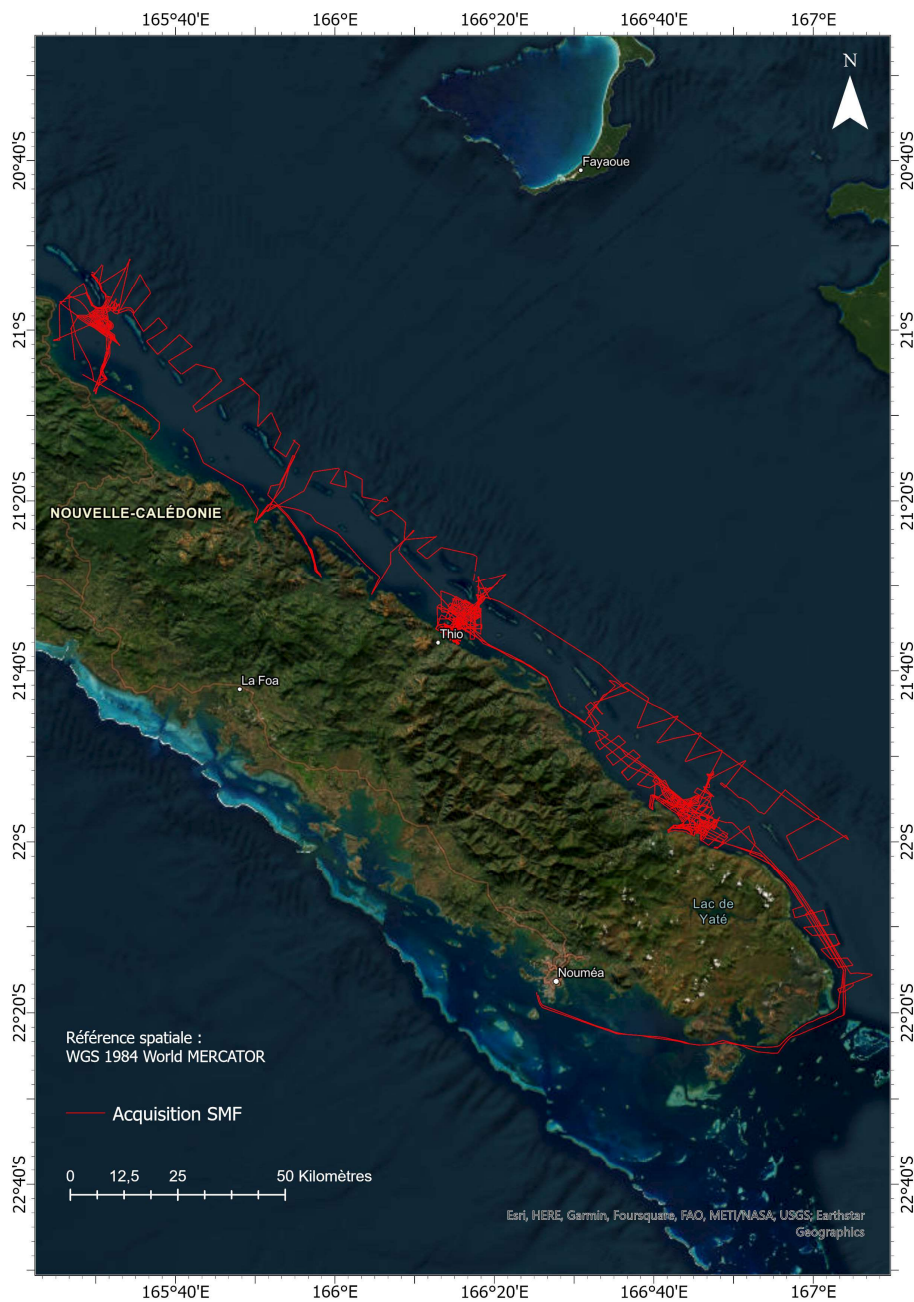 165°40'E 166°E 166°20'E 166°40'E 167°E
N
20°40'S 20°40'S
Fayaoue
21°S 21°S
21°20'S 21°20'S
NOUVELLE-CALÉDONIE
Thio
21°40'S 21°40'S
La Foa
22°S 22°S
Lac de
Yaté
Nouméa
22°20'S 22°20'S
Référence spatiale :
WGS 1984 World MERCATOR
Acquisition SMF
0 12,5 25 50 Kilomètres
22°40'S 22°40'S
Esri, HERE, Garmin, Foursquare, FAO, METI/NASA, USGS, Earthstar
Geographics
165°40'E 166°E 166°20'E 166°40'E 167°E